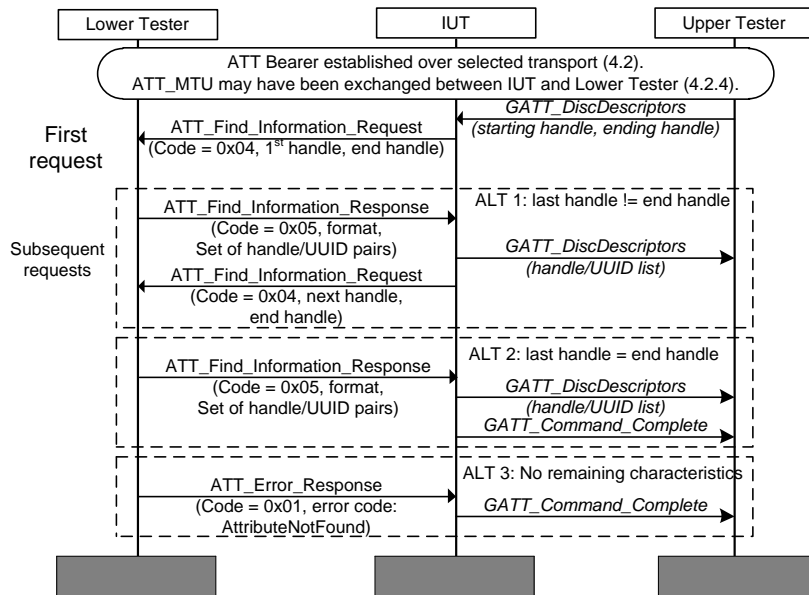 Lower Tester
IUT
Upper Tester
ATT Bearer established over selected transport (4.2).
ATT_MTU may have been exchanged between IUT and Lower Tester (4.2.4).
GATT_DiscDescriptors
(starting handle, ending handle)
First
request
ATT_Find_Information_Request
(Code = 0x04, 1st handle, end handle)
Subsequent
requests
ALT 1: last handle != end handle
ATT_Find_Information_Response
(Code = 0x05, format,
Set of handle/UUID pairs)
GATT_DiscDescriptors
(handle/UUID list)
ATT_Find_Information_Request
(Code = 0x04, next handle,
end handle)
ALT 2: last handle = end handle
ATT_Find_Information_Response
(Code = 0x05, format,
Set of handle/UUID pairs)
GATT_DiscDescriptors
(handle/UUID list)
GATT_Command_Complete
ALT 3: No remaining characteristics
ATT_Error_Response
(Code = 0x01, error code:
AttributeNotFound)
GATT_Command_Complete